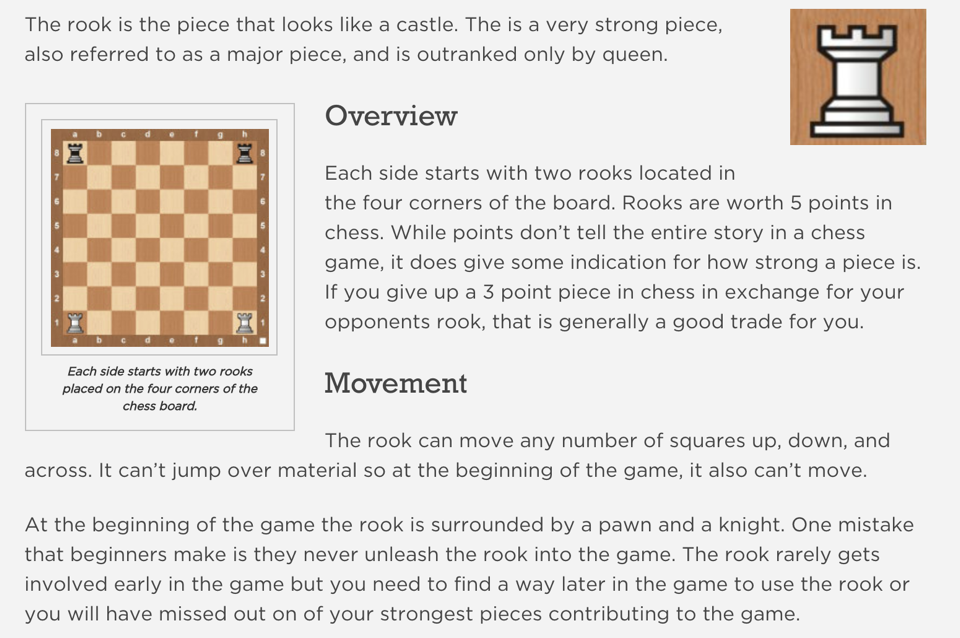 The rook is the piece that looks like a castle. The is a very strong piece,
also referred to as a major piece, and is outranked only by queen.
a b c d e f g h
8 8
7 7
6 6
5 5
4 4
3 3
2 2
1 1
a b c d e f g h
Each side starts with two rooks
placed on the four corners of the
chess board.
Overview
Each side starts with two rooks located in
the four corners of the board. Rooks are worth 5 points in
chess. While points don’t tell the entire story in a chess
game, it does give some indication for how strong a piece is.
If you give up a 3 point piece in chess in exchange for your
opponents rook, that is generally a good trade for you.
Movement
The rook can move any number of squares up, down, and
across. It can’t jump over material so at the beginning of the game, it also can’t move.
At the beginning of the game the rook is surrounded by a pawn and a knight. One mistake
that beginners make is they never unleash the rook into the game. The rook rarely gets
involved early in the game but you need to find a way later in the game to use the rook or
you will have missed out on of your strongest pieces contributing to the game.